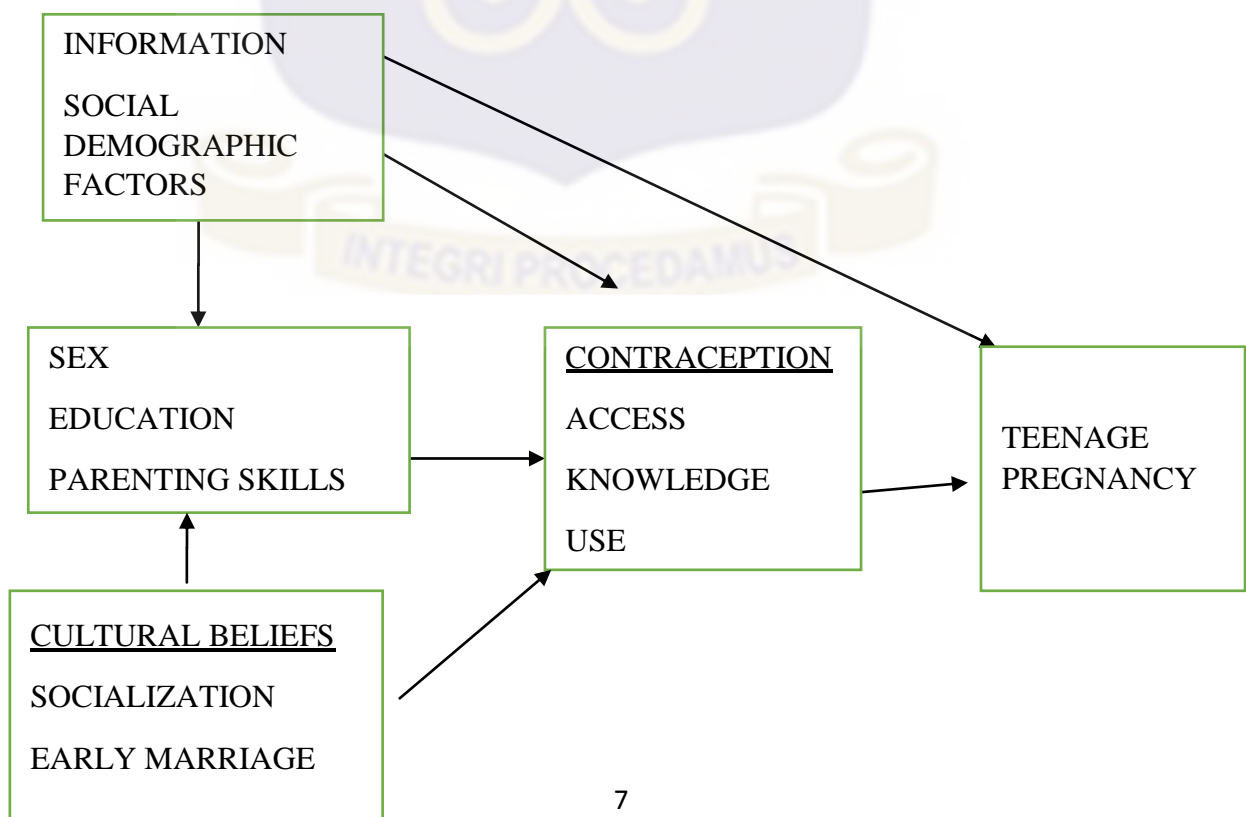 INFORMATION
SOCIAL
DEMOGRAPHIC
FACTORS
INTEGRI PROCEDAMUS
SEX
EDUCATION
PARENTING SKILLS
CONTRACEPTION
ACCESS
KNOWLEDGE
USE
TEENAGE
PREGNANCY
CULTURAL BELIEFS
SOCIALIZATION
EARLY MARRIAGE
7